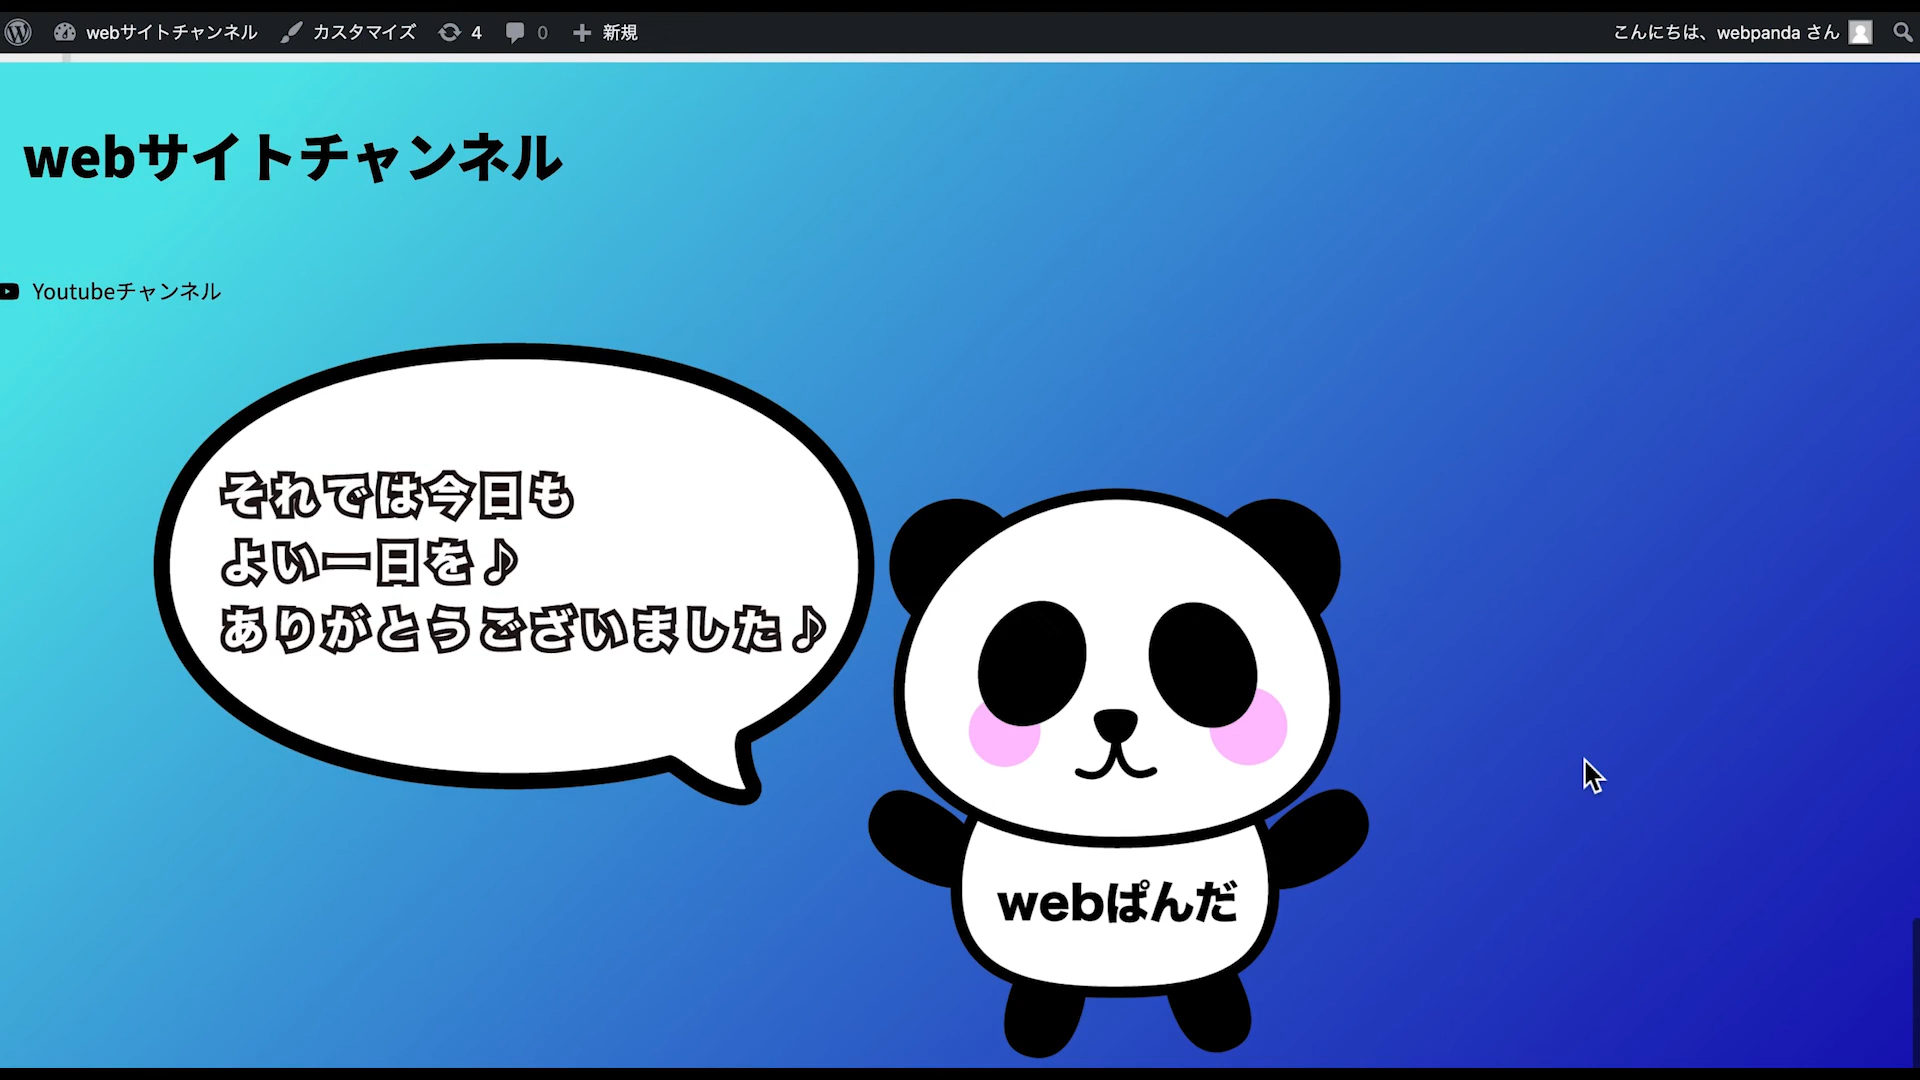 webサイトチャンネル カスタマイズ 4 0 新規 こんにちは、webpanda さん
webサイトチャンネル
Youtubeチャンネル
それでは今日も
よい一日を♪
ありがとうございました♪
webぱんだ